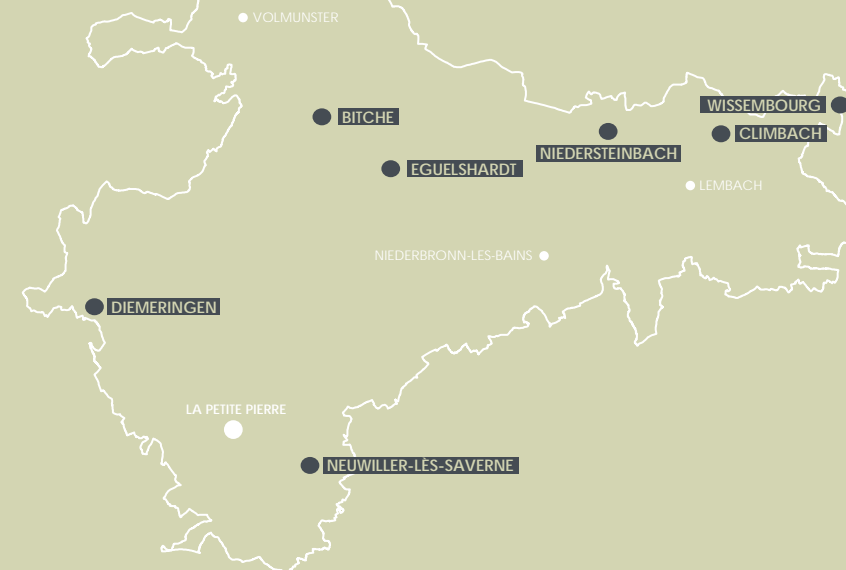 VOLMUNSTER
WISSEMBOURG
BITCHE
CLIMBACH
NIEDERSTEINBACH
EGUELSHARDT
LEMBACH
NIEDERBRONN-LES-BAINS
DIEMERINGEN
LA PETITE PIERRE
NEUWILLER-LÈS-SAVERNE